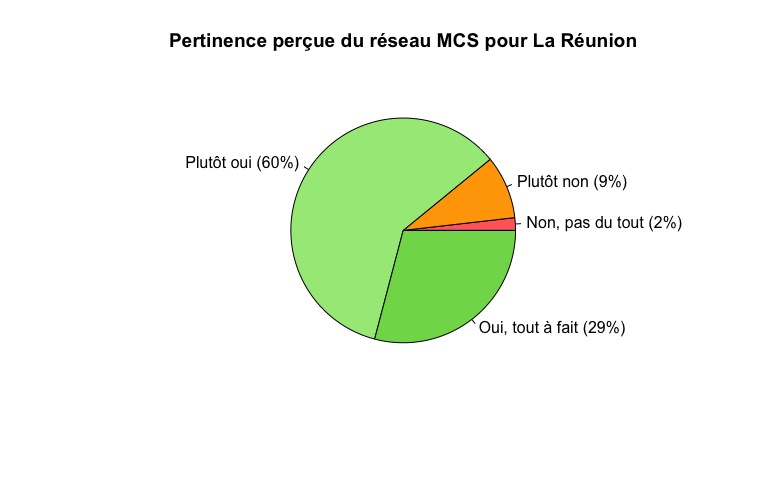 Pertinence perçue du réseau MCS pour La Réunion
Plutôt oui (60%)
Plutôt non (9%)
Non, pas du tout (2%)
Oui, tout à fait (29%)